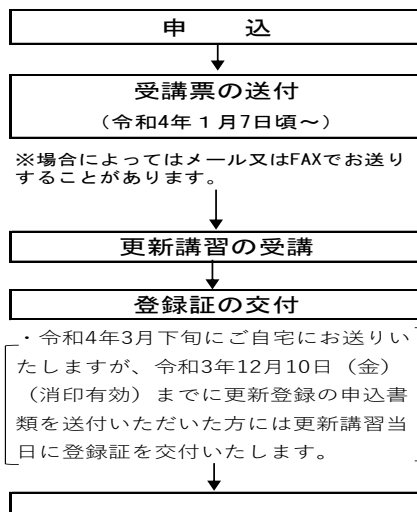 申　　込
受講票の送付
（令和4年1月7日頃～）
※場合によってはメール又はFAXでお送り
することがあります。
更新講習の受講
登録証の交付
・令和4年3月下旬にご自宅にお送りい
たしますが、令和3年12月10日（金）
（消印有効）までに更新登録の申込書
類を送付いただいた方には更新講習当
日に登録証を交付いたします。